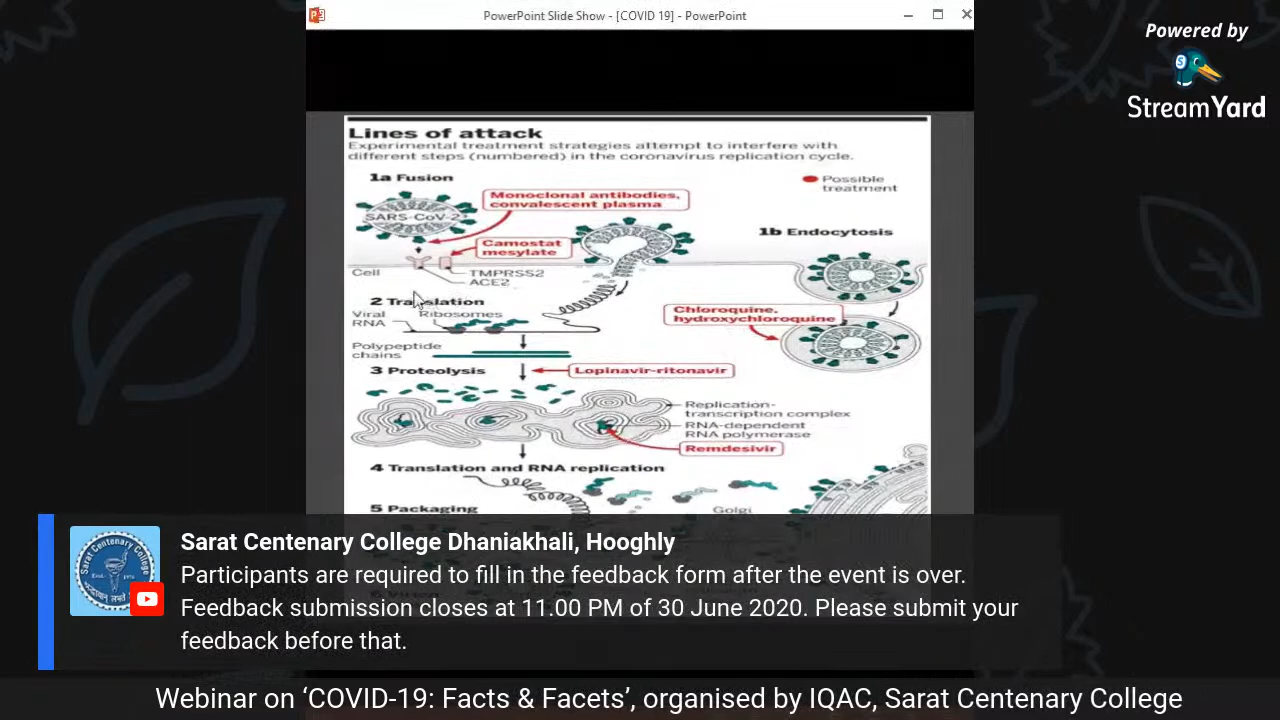 PowerPoint Slide Show - [COVID 19] - PowerPoint
Powered by
StreamYard
Lines of attack
Experimental treatment strategies attempt to interfere with
different steps (numbered) in the coronavirus replication cycle.
1a Fusion
Possible
treatment
Monoclonal antibodies,
convalescent plasma
SARS-CoV-2
1b Endocytosis
Camostat
mesylate
Cell
TMPRSS2
ACE2
2 Translation
Viral
RNA
Ribosomes
Chloroquine,
hydroxychloroquine
Polypeptide
chains
3 Proteolysis
Lopinavir-ritonavir
Replication-
transcription complex
RNA-dependent
RNA polymerase
Remdesivir
4 Translation and RNA replication
5 Packaging
Golgi
Sarat Centenary College Dhaniakhali, Hooghly
Participants are required to fill in the feedback form after the event is over.
Feedback submission closes at 11.00 PM of 30 June 2020. Please submit your
feedback before that.
Sarat Centenary College
Webinar on ‘COVID-19: Facts & Facets’, organised by IQAC, Sarat Centenary College